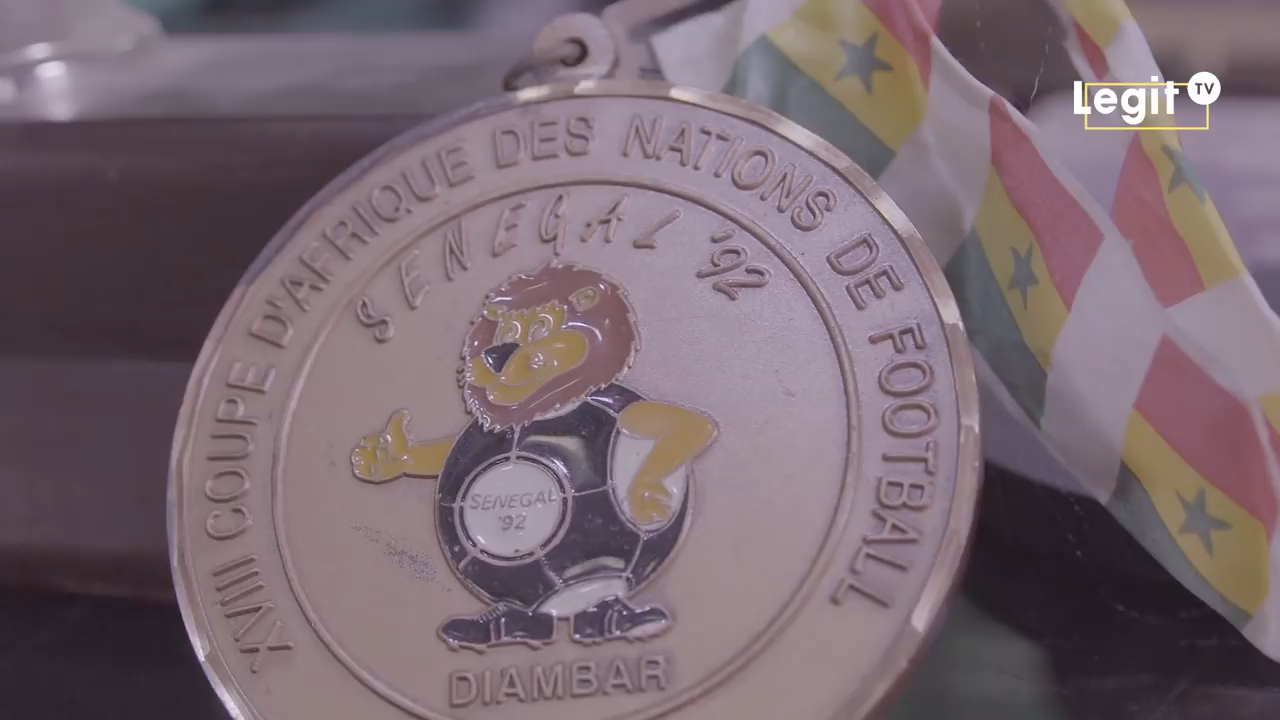 Legit TV
XVIII COUPE D'AFRIQUE DES NATIONS DE FOOTBALL
SENEGAL '92
SENEGAL
'92
DIAMBAR